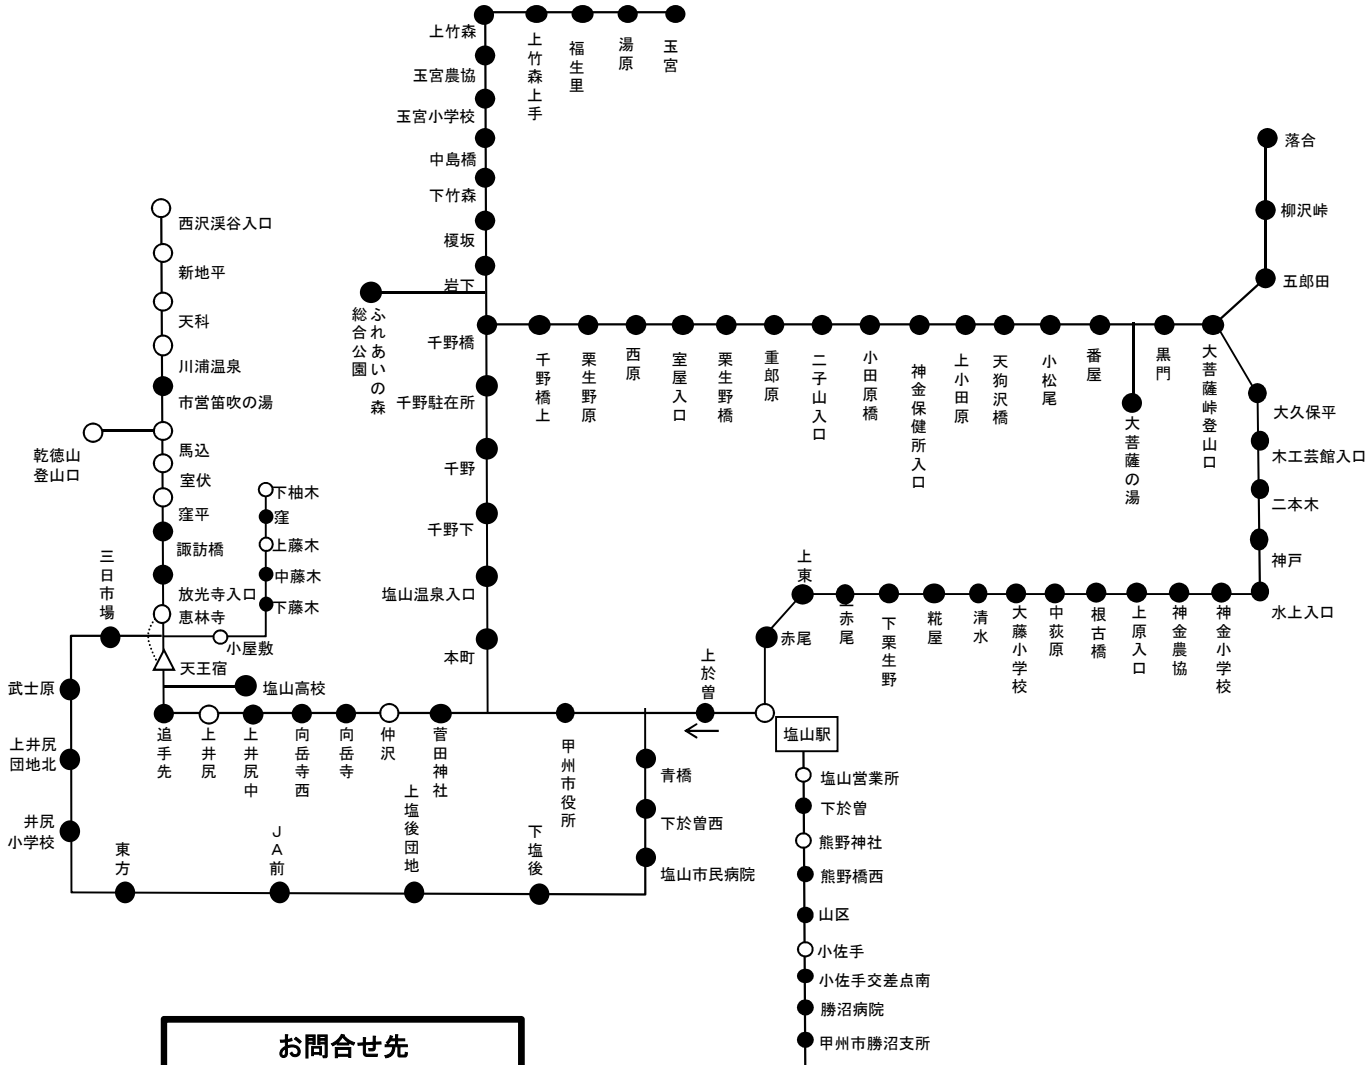 上竹森
玉宮農協
玉宮小学校
中島橋
下竹森
榎坂
岩下
上竹森上手
福生里
湯原
玉宮
ふれあいの森
総合公園
千野橋
千野駐在所
千野
千野下
塩山温泉入口
本町
千野橋上
栗生野原
西原
室屋入口
栗生野橋
重郎原
二子山入口
小田原橋
神金保健所入口
上小田原
天狗沢橋
小松尾
番屋
大菩薩の湯
黒門
大菩薩峠登山口
落合
柳沢峠
五郎田
大久保平
木工芸館入口
二本木
神戸
水上入口
神金小学校
神金農協
上原入口
根古橋
中荻原
大藤小学校
清水
糀屋
下栗生野
上赤尾
上東
赤尾
西沢渓谷入口
新地平
天科
川浦温泉
市営笛吹の湯
乾徳山
登山口
馬込
室伏
窪平
諏訪橋
放光寺入口
恵林寺
下柚木
窪
上藤木
中藤木
下藤木
小屋敷
天王宿
塩山高校
三日市場
武士原
上井尻
団地北
井尻
小学校
追手先
上井尻
上井尻中
向岳寺西
向岳寺
仲沢
菅田神社
甲州市役所
上於曽
塩山駅
青橋
下於曽西
塩山市民病院
東方
JA前
上塩後団地
下塩後
塩山営業所
下於曽
熊野神社
熊野橋西
山区
小佐手
小佐手交差点南
勝沼病院
甲州市勝沼支所
お問合せ先